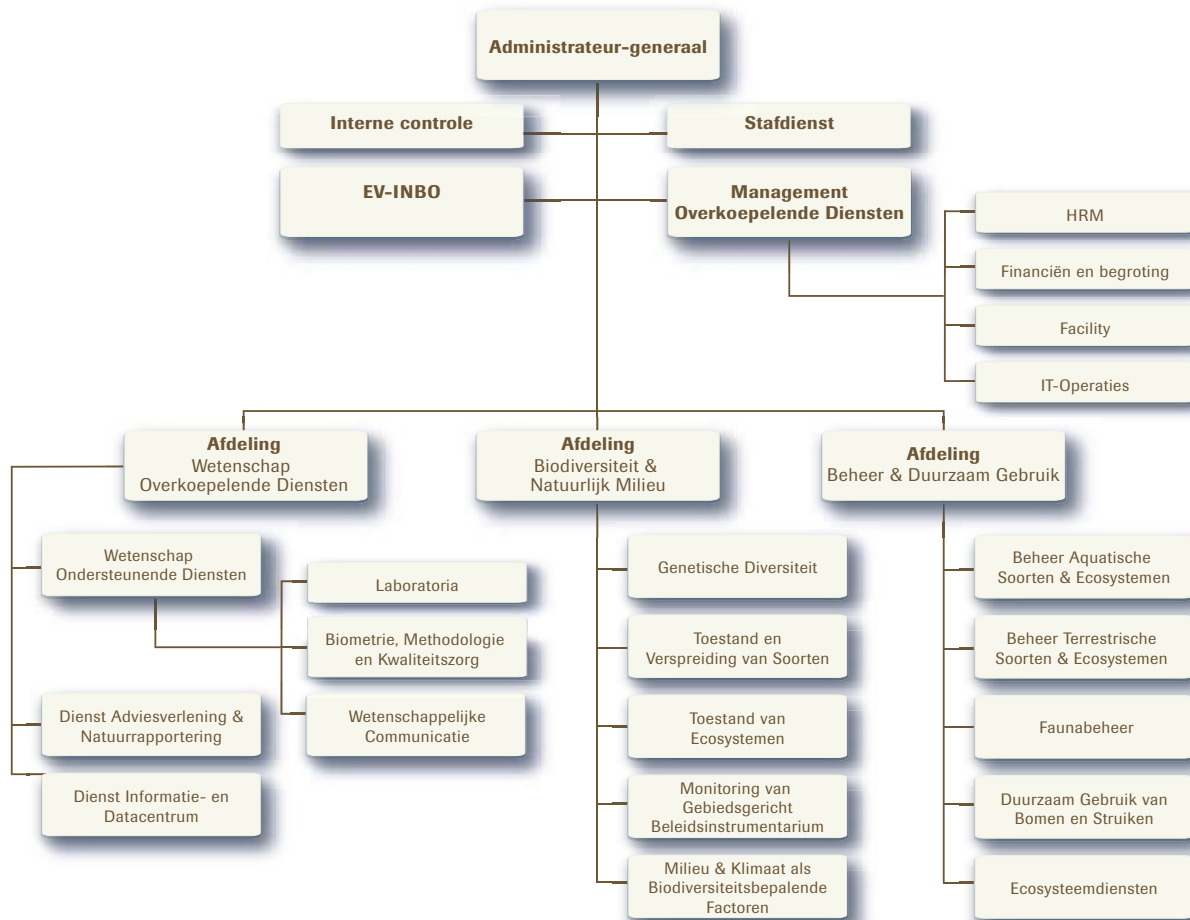 Administrateur-generaal
Interne controle
Stafdienst
EV-INBO
Management
Overkoepelende Diensten
HRM
Financiën en begroting
Facility
IT-Operaties
Afdeling
Wetenschap
Overkoepelende Diensten
Afdeling
Biodiversiteit &
Natuurlijk Milieu
Afdeling
Beheer & Duurzaam Gebruik
Wetenschap
Ondersteunende Diensten
Laboratoria
Biometrie, Methodologie
en Kwaliteitszorg
Wetenschappelijke
Communicatie
Dienst Adviesverlening &
Natuurrapportering
Dienst Informatie- en
Datacentrum
Genetische Diversiteit
Toestand en
Verspreiding van Soorten
Toestand van
Ecosystemen
Monitoring van
Gebiedsgericht
Beleidsinstrumentarium
Milieu & Klimaat als
Biodiversiteitsbepalende
Factoren
Beheer Aquatische
Soorten & Ecosystemen
Beheer Terrestrische
Soorten & Ecosystemen
Faunabeheer
Duurzaam Gebruik van
Bomen en Struiken
Ecosysteemdiensten